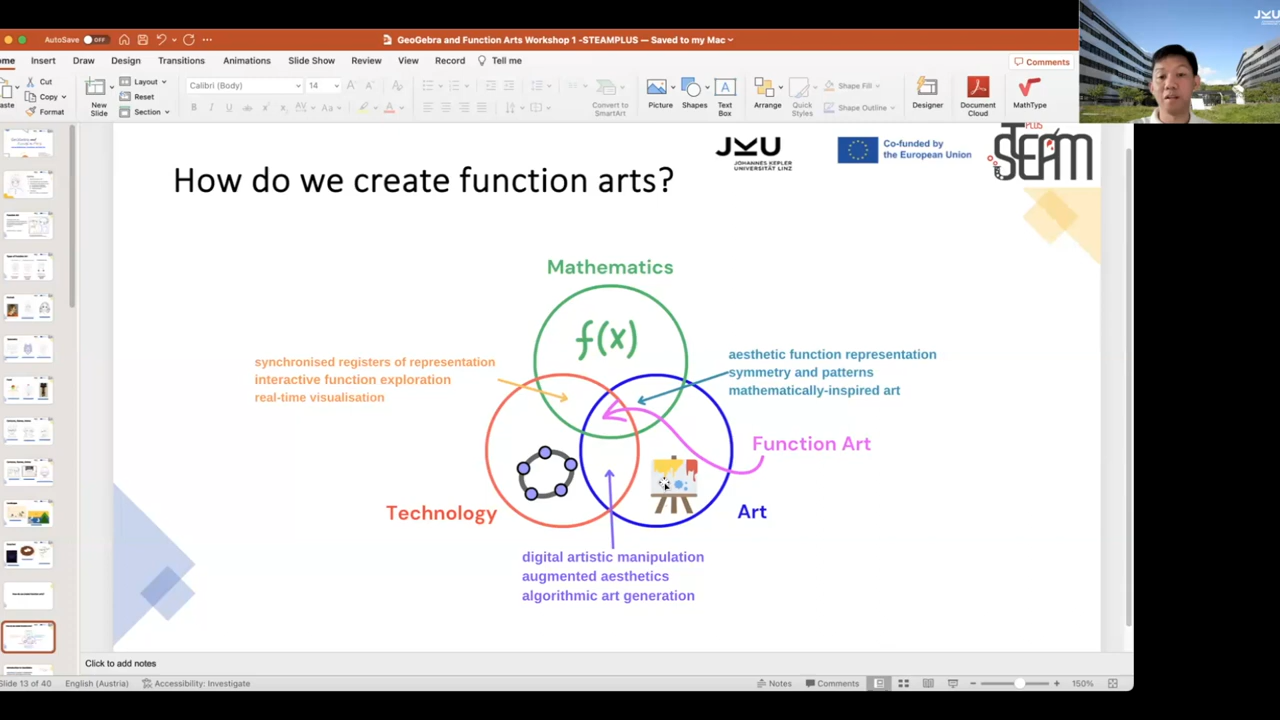 JKU
AutoSave OFF
GeoGebra and Function Arts Workshop 1 -STEAMPLUS — Saved to my Mac
ome Insert Draw Design Transitions Animations Slide Show Review View Record Tell me
Comments
aste
Cut
Copy
Format
New
Slide
Layout
Reset
Section
Calibri (Body) 14
Convert to
SmartArt
Picture
Shapes
Text
Box
Arrange
Quick
Styles
Shape Fill
Shape Outline
Designer
Document
Cloud
MathType
JKU
JOHANNES KEPLER
UNIVERSITÄT LINZ
Co-funded by
the European Union
PLUS
STEAM
How do we create function arts?
Mathematics
f(x)
synchronised registers of representation
interactive function exploration
real-time visualisation
aesthetic function representation
symmetry and patterns
mathematically-inspired art
Function Art
Technology
Art
digital artistic manipulation
augmented aesthetics
algorithmic art generation
Click to add notes
Slide 13 of 40 English (Austria) Accessibility: Investigate Notes Comments 150%